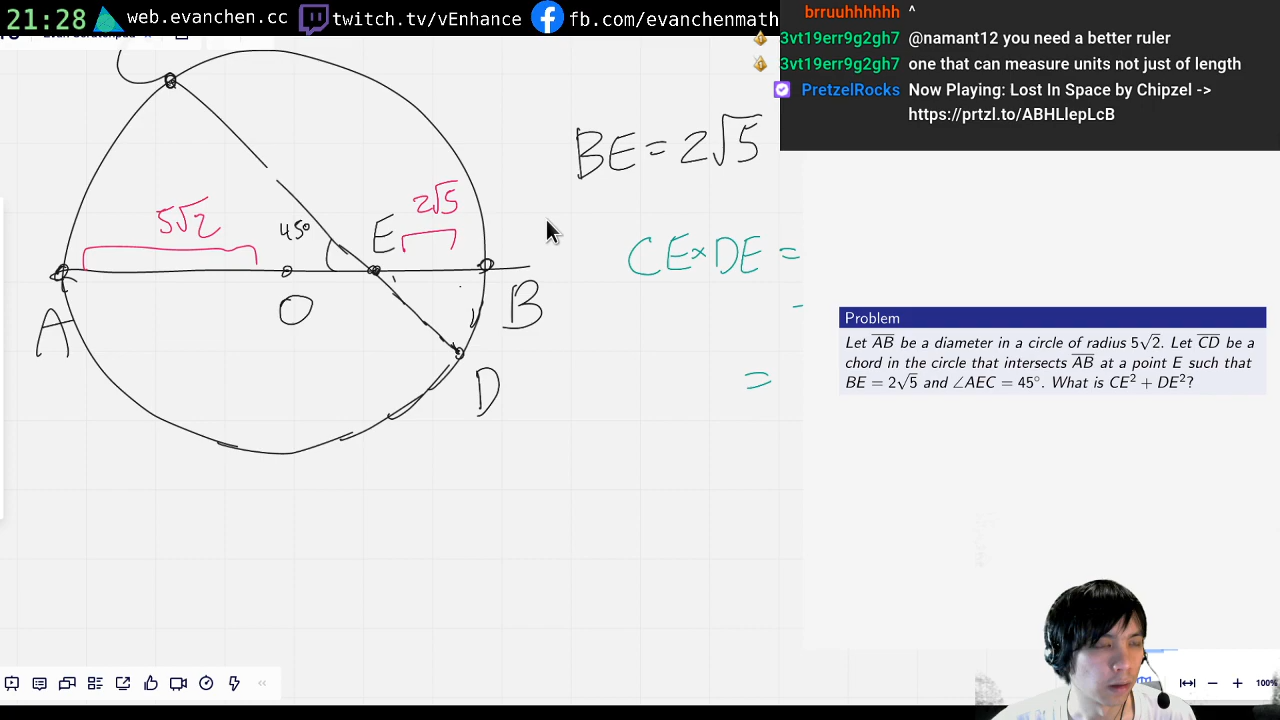 21:28 web.evanchen.cc twitch.tv/vEnhance fb.com/evanchenmath
brruuhhhhhh ^
3vt19err9g2gh7 @namant12 you need a better ruler
3vt19err9g2gh7 one that can measure units not just of length
PretzelRocks Now Playing: Lost In Space by Chipzel ->
https://prtzl.to/ABHLlepLcB
BE = 2√5
5√2
45°
E
2√5
CE × DE =
O
A
B
D
=
Problem
Let AB be a diameter in a circle of radius 5√2. Let CD be a
chord in the circle that intersects AB at a point E such that
BE = 2√5 and ∠AEC = 45°. What is CE² + DE²?
100%